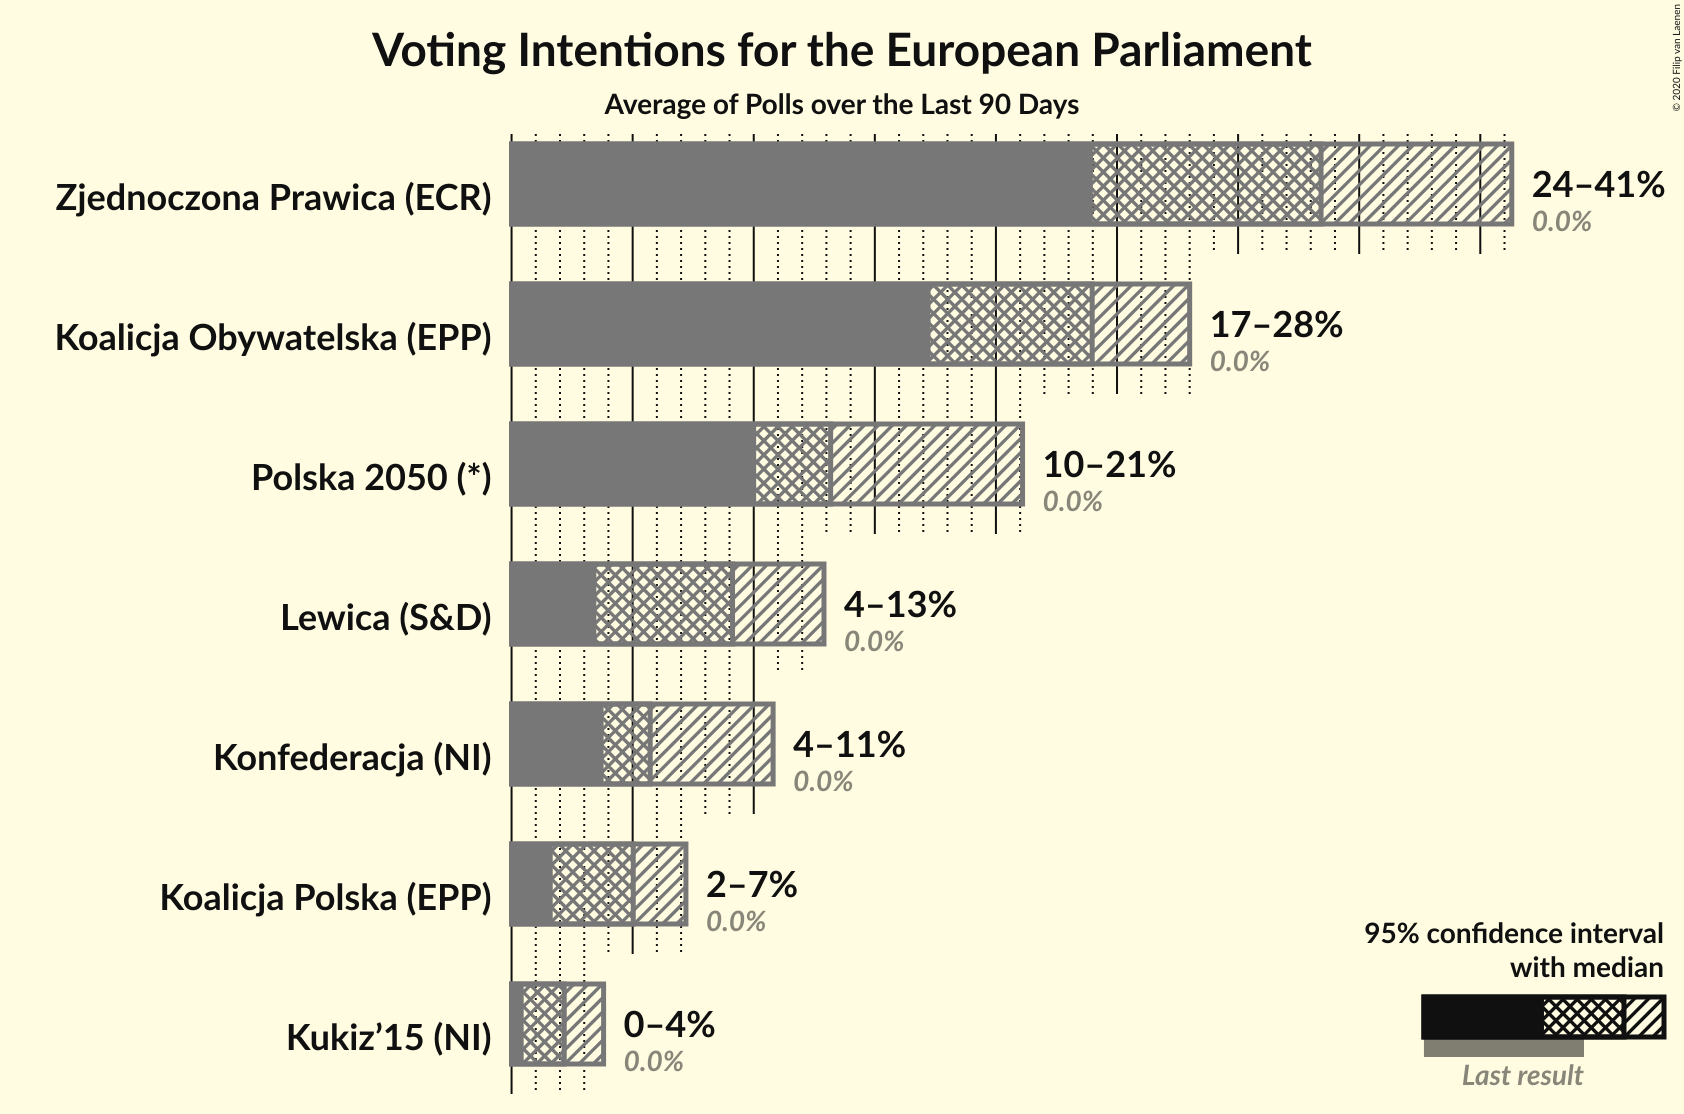 Voting Intentions for the European Parliament
Average of Polls over the Last 90 Days
© 2020 Filip van Laenen
Zjednoczona Prawica (ECR)
24–41%
0.0%
Koalicja Obywatelska (EPP)
17–28%
0.0%
Polska 2050 (*)
10–21%
0.0%
Lewica (S&D)
4–13%
0.0%
Konfederacja (NI)
4–11%
0.0%
Koalicja Polska (EPP)
2–7%
0.0%
Kukiz’15 (NI)
0–4%
0.0%
95% confidence interval
with median
Last result